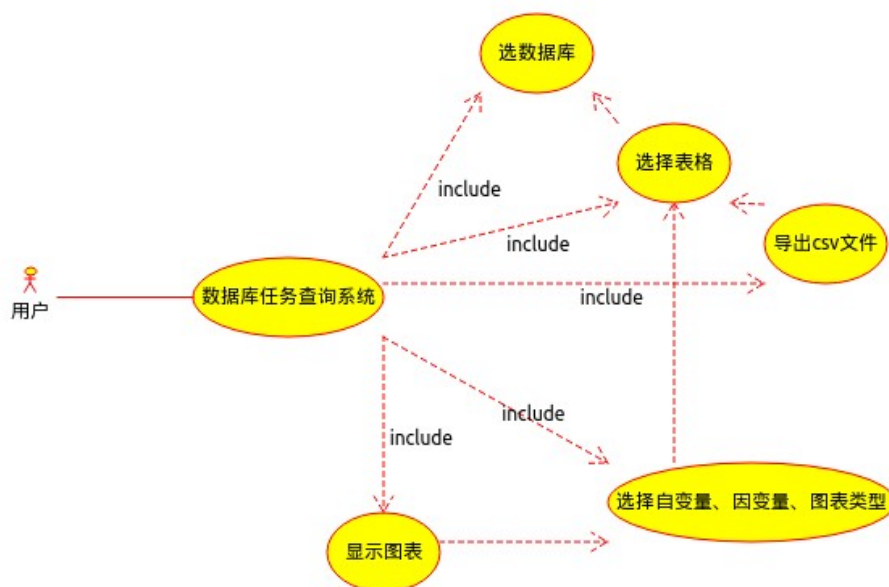 选数据库
选择表格
include
include
导出csv文件
数据库任务查询系统
include
用户
include
include
选择自变量、因变量、图表类型
显示图表